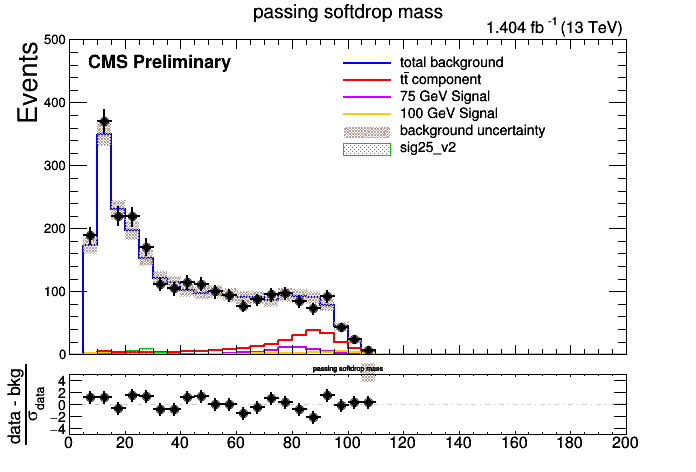 passing softdrop mass
1.404 fb⁻¹ (13 TeV)
CMS Preliminary
Events
500
400
300
200
100
0
total background
tt̄ component
75 GeV Signal
100 GeV Signal
background uncertainty
sig25_v2
passing softdrop mass
data - bkg
σ data
4
2
0
−2
−4
0 20 40 60 80 100 120 140 160 180 200